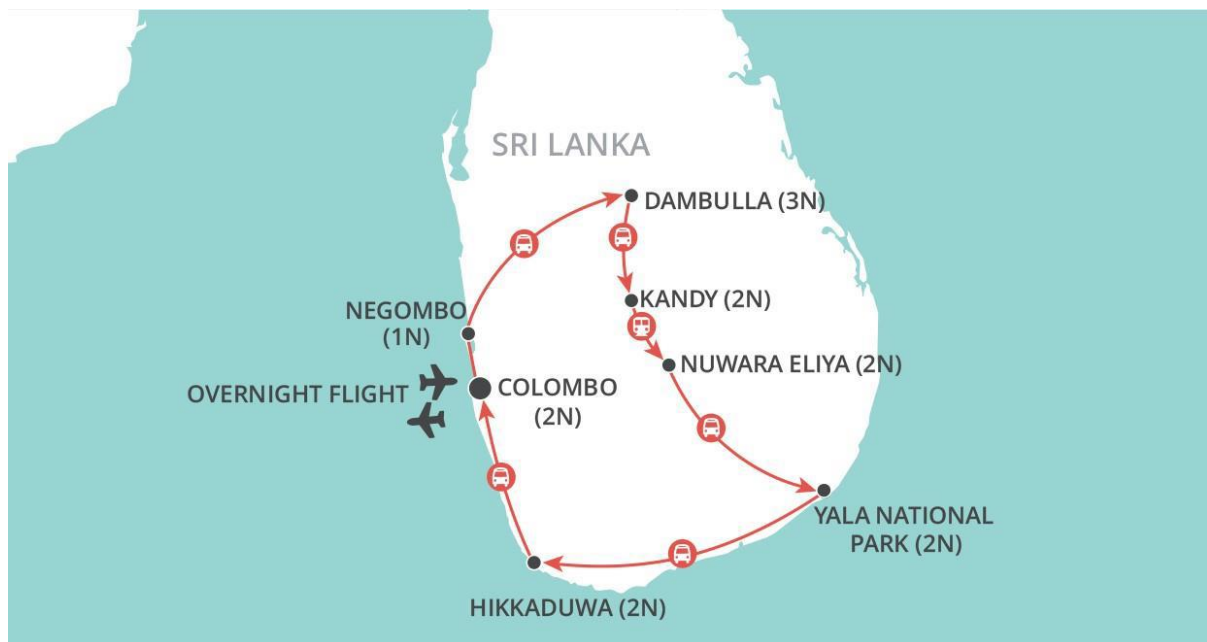 SRI LANKA
DAMBULLA (3N)
KANDY (2N)
NEGOMBO
(1N)
NUWARA ELIYA (2N)
OVERNIGHT FLIGHT
COLOMBO
(2N)
YALA NATIONAL
PARK (2N)
HIKKADUWA (2N)